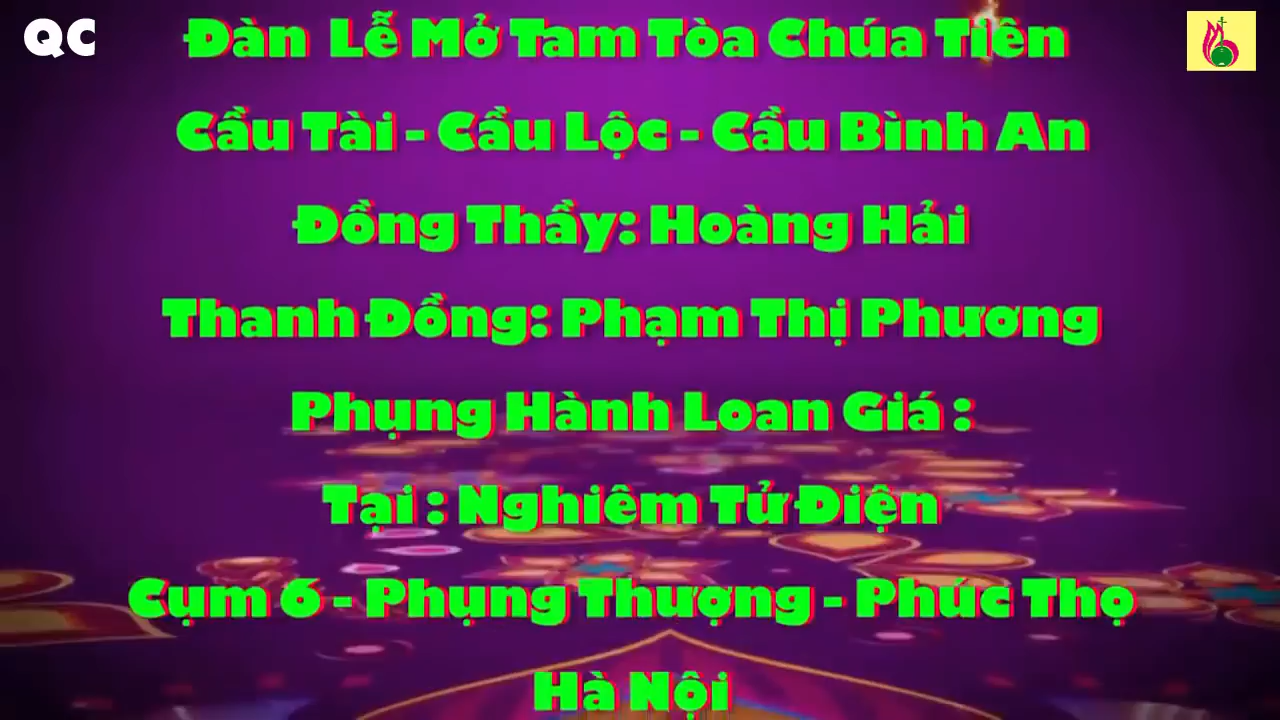 QC
Đàn Lễ Mở Tam Tòa Chúa Tiên
Cầu Tài - Cầu Lộc - Cầu Bình An
Đồng Thầy: Hoàng Hải
Thanh Đồng: Phạm Thị Phương
Phụng Hành Loan Giá :
Tại : Nghiêm Tử Điện
Cụm 6 - Phụng Thượng - Phúc Thọ
Hà Nội